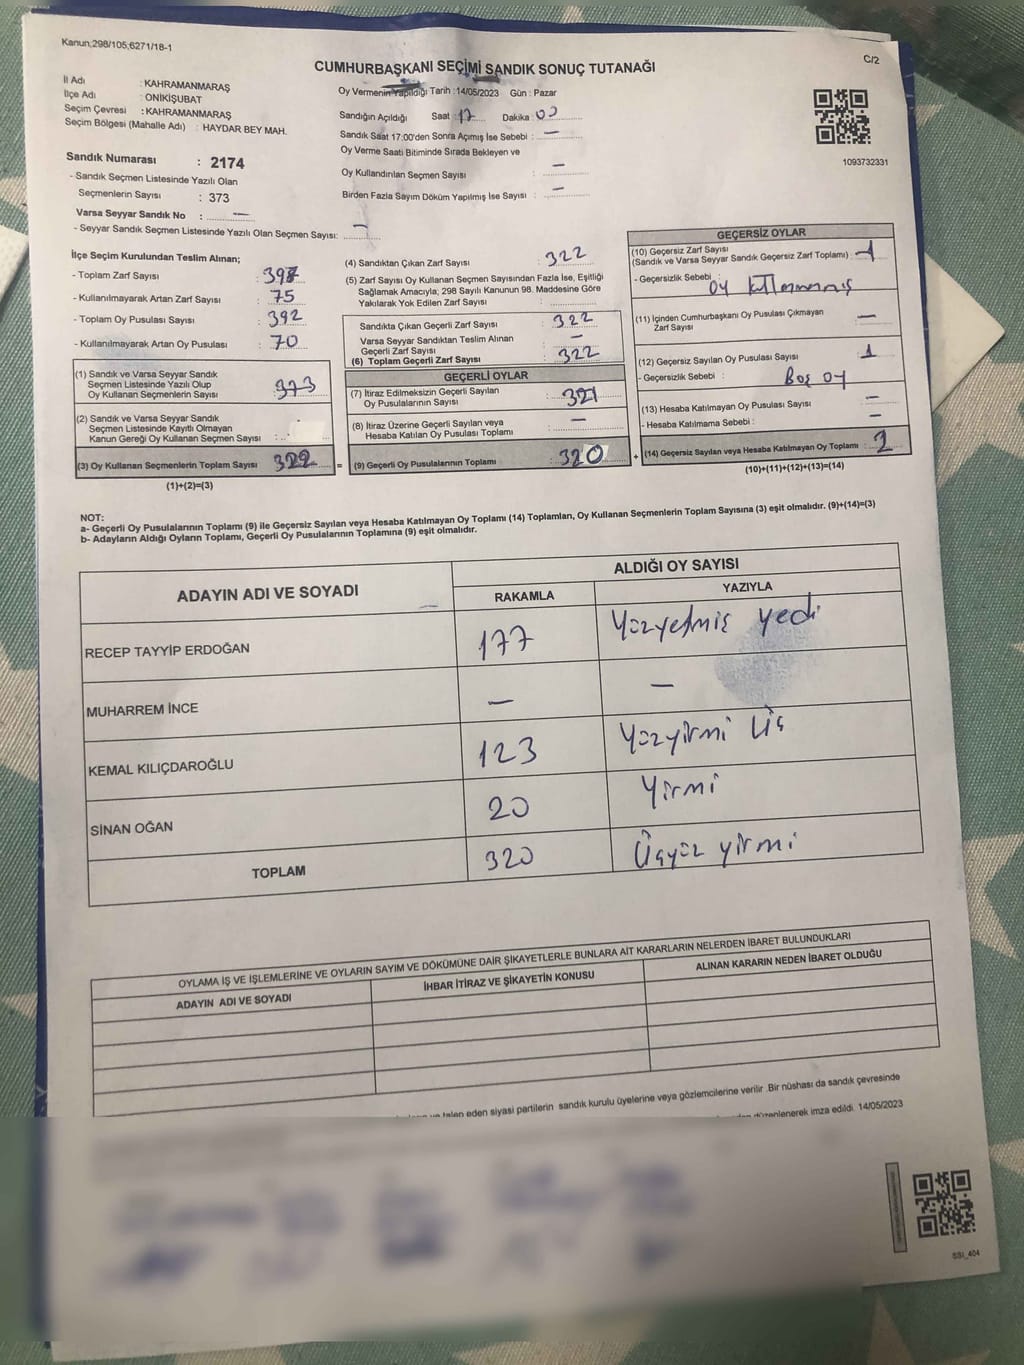 Kanun;298/105,6271/18-1
C/2
CUMHURBAŞKANI SEÇİMİ SANDIK SONUÇ TUTANAĞI
İl Adı : KAHRAMANMARAŞ
İlçe Adı : ONİKİŞUBAT
Seçim Çevresi : KAHRAMANMARAŞ
Seçim Bölgesi (Mahalle Adı) : HAYDAR BEY MAH.
Sandık Numarası : 2174
- Sandık Seçmen Listesinde Yazılı Olan
Seçmenlerin Sayısı : 373
Varsa Seyyar Sandık No : —
- Seyyar Sandık Seçmen Listesinde Yazılı Olan Seçmen Sayısı: —
Oy Vermenin Yapıldığı Tarih :14/05/2023 Gün : Pazar
Sandığın Açıldığı Saat 17 Dakika 00
Sandık Saat 17:00'den Sonra Açımış İse Sebebi : —
Oy Verme Saati Bitiminde Sırada Bekleyen ve
Oy Kullandırılan Seçmen Sayısı : —
Birden Fazla Sayım Döküm Yapılmış İse Sayısı : —
1093732331
İlçe Seçim Kurulundan Teslim Alınan;
- Toplam Zarf Sayısı :
- Kullanılmayarak Artan Zarf Sayısı : 75
- Toplam Oy Pusulası Sayısı : 392
- Kullanılmayarak Artan Oy Pusulası : 70
(1) Sandık ve Varsa Seyyar Sandık
Seçmen Listesinde Yazılı Olup
Oy Kullanan Seçmenlerin Sayısı :
(2) Sandık ve Varsa Seyyar Sandık
Seçmen Listesinde Kayıtlı Olmayan
Kanun Gereği Oy Kullanan Seçmen Sayısı :
(3) Oy Kullanan Seçmenlerin Toplam Sayısı 322
(1)+(2)=(3)
(4) Sandıktan Çıkan Zarf Sayısı : 322
(5) Zarf Sayısı Oy Kullanan Seçmen Sayısından Fazla İse, Eşitliği
Sağlamak Amacıyla; 298 Sayılı Kanunun 98. Maddesine Göre
Yakılarak Yok Edilen Zarf Sayısı :
Sandıkta Çıkan Geçerli Zarf Sayısı : 322
Varsa Seyyar Sandıktan Teslim Alınan
Geçerli Zarf Sayısı : —
(6) Toplam Geçerli Zarf Sayısı : 322
GEÇERLİ OYLAR
(7) İtiraz Edilmeksizin Geçerli Sayılan
Oy Pusulalarının Sayısı : 321
(8) İtiraz Üzerine Geçerli Sayılan veya
Hesaba Katılan Oy Pusulası Toplamı : —
= (9) Geçerli Oy Pusulalarının Toplamı : 320
GEÇERSİZ OYLAR
(10) Geçersiz Zarf Sayısı
(Sandık ve Varsa Seyyar Sandık Geçersiz Zarf Toplamı) :
- Geçersizlik Sebebi :
(11) İçinden Cumhurbaşkanı Oy Pusulası Çıkmayan
Zarf Sayısı : —
(12) Geçersiz Sayılan Oy Pusulası Sayısı : 1
- Geçersizlik Sebebi : Boş oy
(13) Hesaba Katılmayan Oy Pusulası Sayısı : —
- Hesaba Katılmama Sebebi : —
+ (14) Geçersiz Sayılan veya Hesaba Katılmayan Oy Toplamı : 2
(10)+(11)+(12)+(13)=(14)
NOT:
a- Geçerli Oy Pusulalarının Toplamı (9) ile Geçersiz Sayılan veya Hesaba Katılmayan Oy Toplamı (14) Toplamları, Oy Kullanan Seçmenlerin Toplam Sayısına (3) eşit olmalıdır. (9)+(14)=(3)
b- Adayların Aldığı Oyların Toplamı, Geçerli Oy Pusulalarının Toplamına (9) eşit olmalıdır.
ADAYIN ADI VE SOYADI
ALDIĞI OY SAYISI
RAKAMLA YAZIYLA
RECEP TAYYİP ERDOĞAN 177 Yüzyetmiş yedi
MUHARREM İNCE — —
KEMAL KILIÇDAROĞLU 123 Yüzyirmi üç
SİNAN OĞAN 20 Yirmi
TOPLAM 320 Üçyüz yirmi
OYLAMA İŞ VE İŞLEMLERİNE VE OYLARIN SAYIM VE DÖKÜMÜNE DAİR ŞİKAYETLERLE BUNLARA AİT KARARLARIN NELERDEN İBARET BULUNDUKLARI
ADAYIN ADI VE SOYADI İHBAR İTİRAZ VE ŞİKAYETİN KONUSU ALINAN KARARIN NEDEN İBARET OLDUĞU
ve talep eden siyasi partilerin sandık kurulu üyelerine veya gözlemcilerine verilir .Bir nüshası da sandık çevresinde
düzenlenerek imza edildi. 14/05/2023
SSI_404